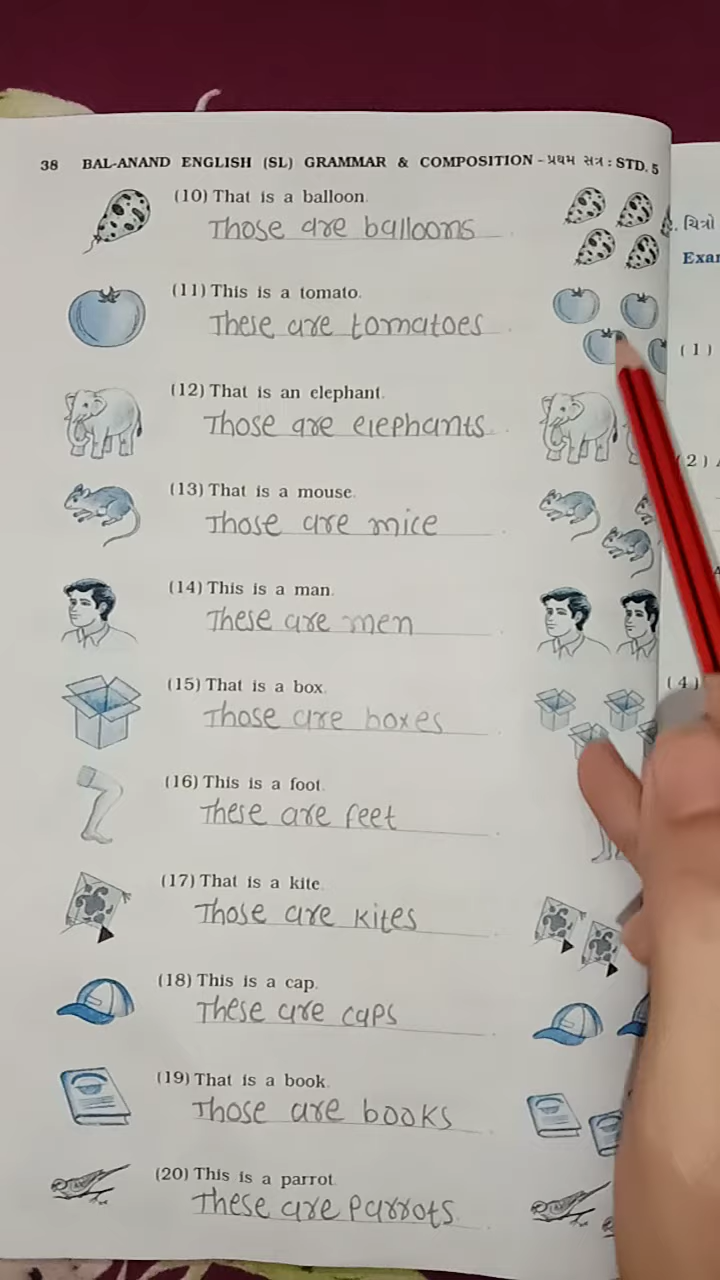 38 BAL-ANAND ENGLISH (SL) GRAMMAR & COMPOSITION - પ્રથમ સત્ર : STD. 5
(10) That is a balloon.
Those are balloons
(11) This is a tomato.
These are tomatoes
(12) That is an elephant.
Those are elephants
(13) That is a mouse.
Those are mice
(14) This is a man.
These are men
(15) That is a box.
Those are boxes
(16) This is a foot.
These are feet
(17) That is a kite.
Those are kites
(18) This is a cap.
These are caps
(19) That is a book.
Those are books
(20) This is a parrot.
These are parrots
ચિત્રો
(1)
(2)
(4)